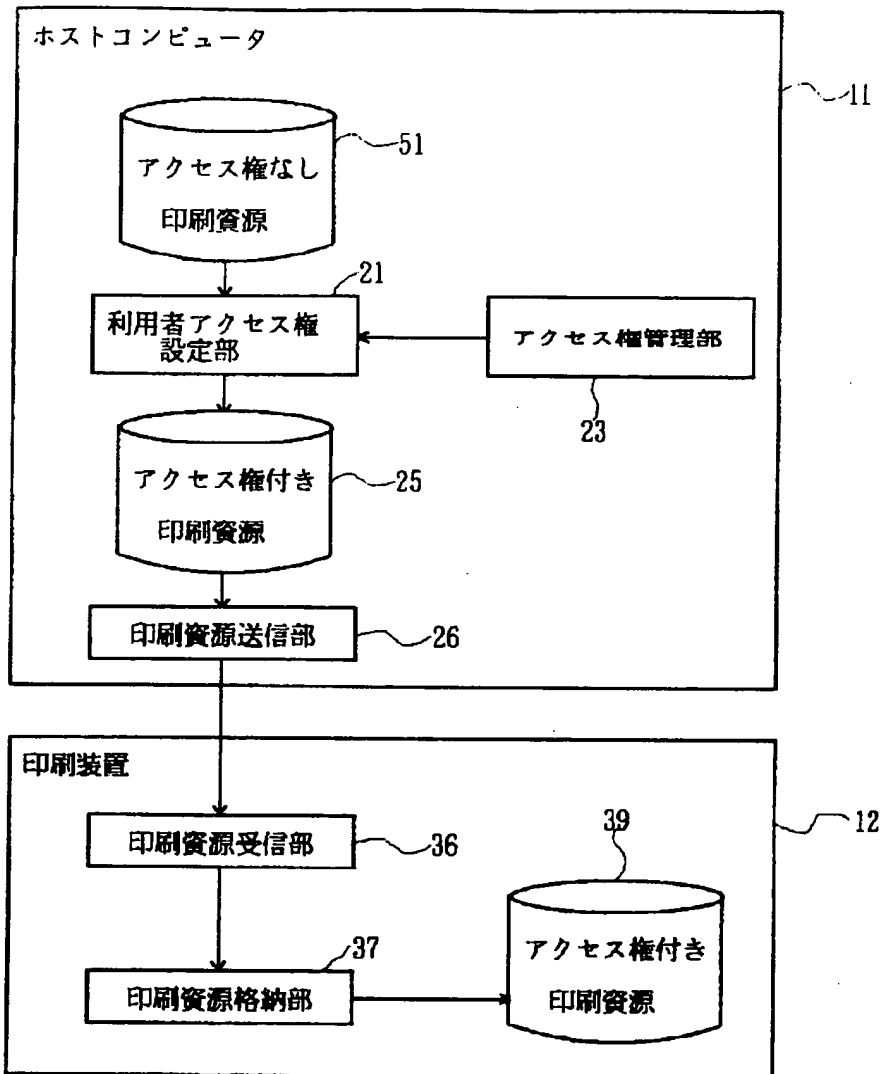 ホストコンピュータ
11
51
アクセス権なし
印刷資源
21
利用者アクセス権
設定部
アクセス権管理部
23
アクセス権付き
印刷資源
25
印刷資源送信部
26
印刷装置
12
印刷資源受信部
36
39
アクセス権付き
印刷資源
37
印刷資源格納部